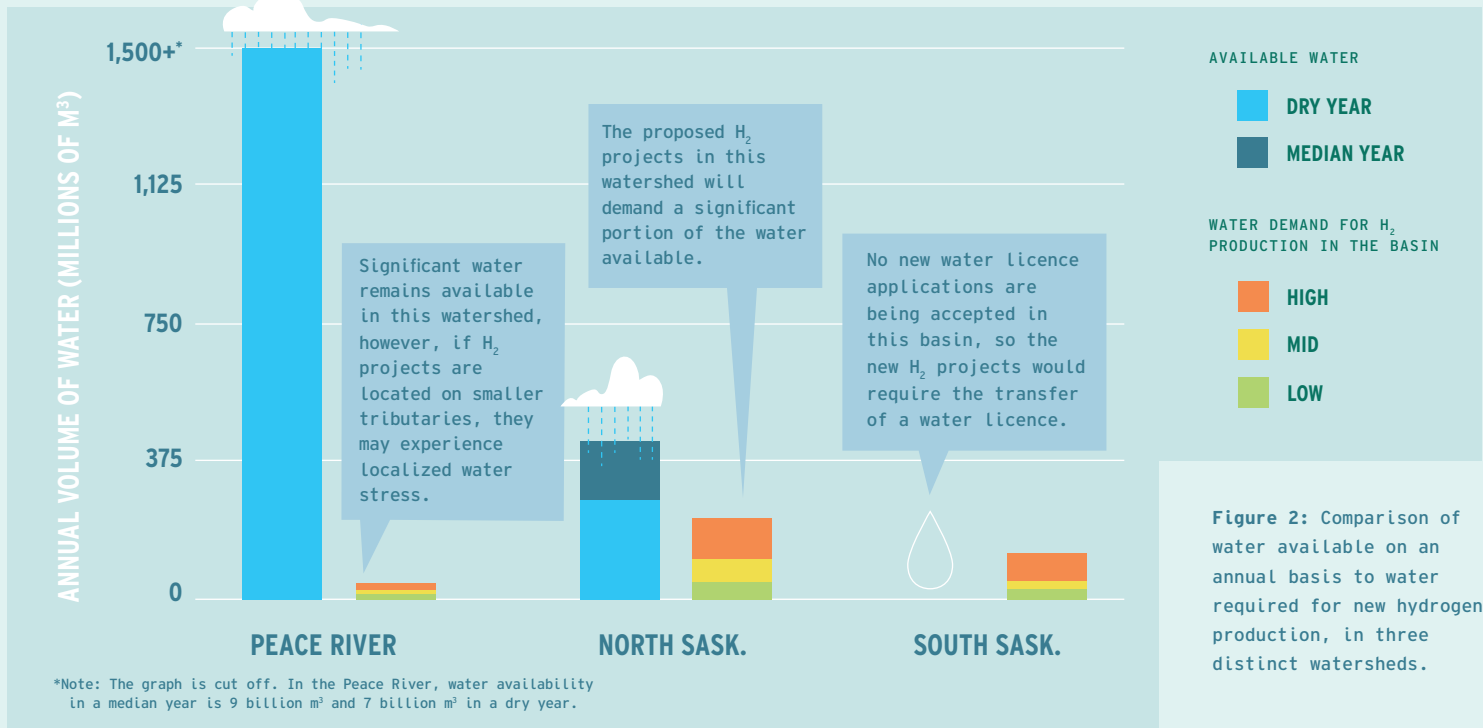 ANNUAL VOLUME OF WATER (MILLIONS OF M³)
1,500+*
1,125
750
375
0
Significant water
remains available
in this watershed,
however, if H₂
projects are
located on smaller
tributaries, they
may experience
localized water
stress.
The proposed H₂
projects in this
watershed will
demand a significant
portion of the water
available.
No new water licence
applications are
being accepted in
this basin, so the
new H₂ projects would
require the transfer
of a water licence.
PEACE RIVER
NORTH SASK.
SOUTH SASK.
*Note: The graph is cut off. In the Peace River, water availability
in a median year is 9 billion m³ and 7 billion m³ in a dry year.
AVAILABLE WATER
DRY YEAR
MEDIAN YEAR
WATER DEMAND FOR H₂
PRODUCTION IN THE BASIN
HIGH
MID
LOW
Figure 2: Comparison of
water available on an
annual basis to water
required for new hydrogen
production, in three
distinct watersheds.